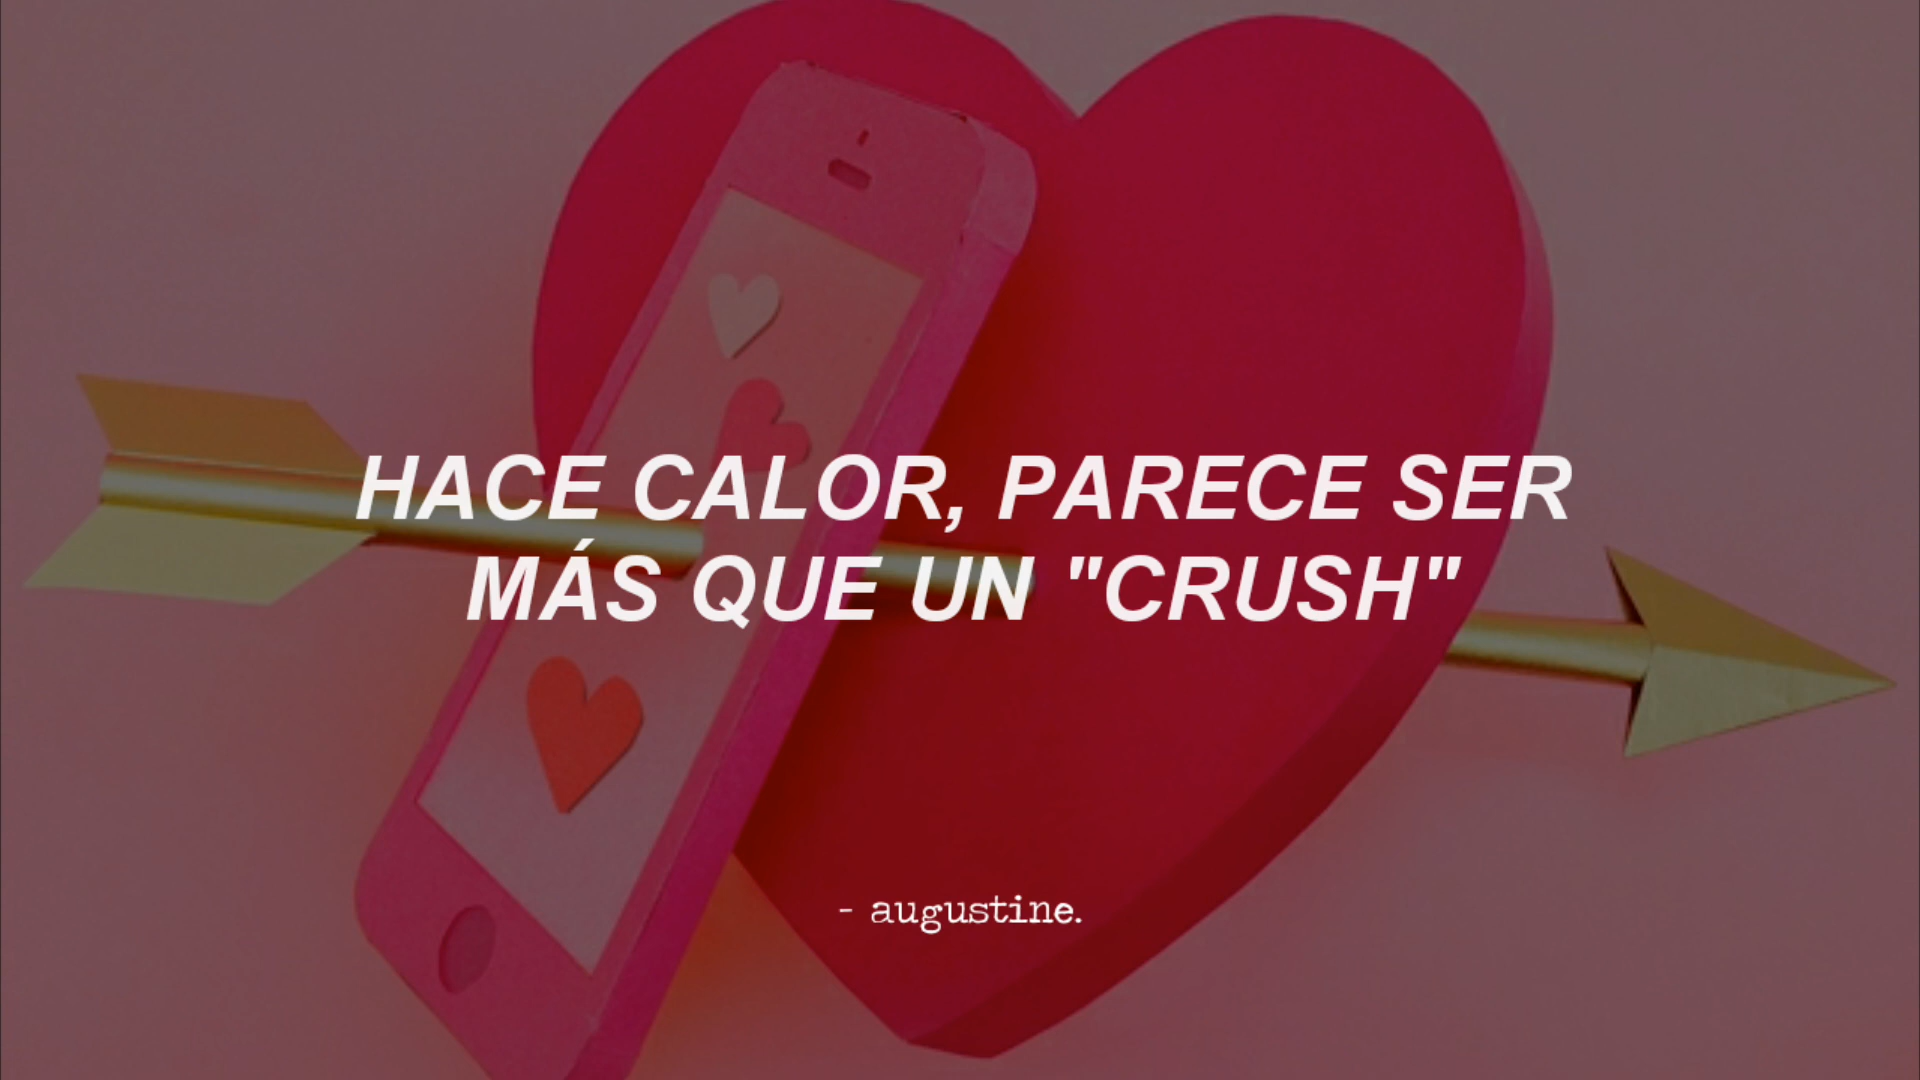 HACE CALOR, PARECE SER
MÁS QUE UN "CRUSH"
- augustine.